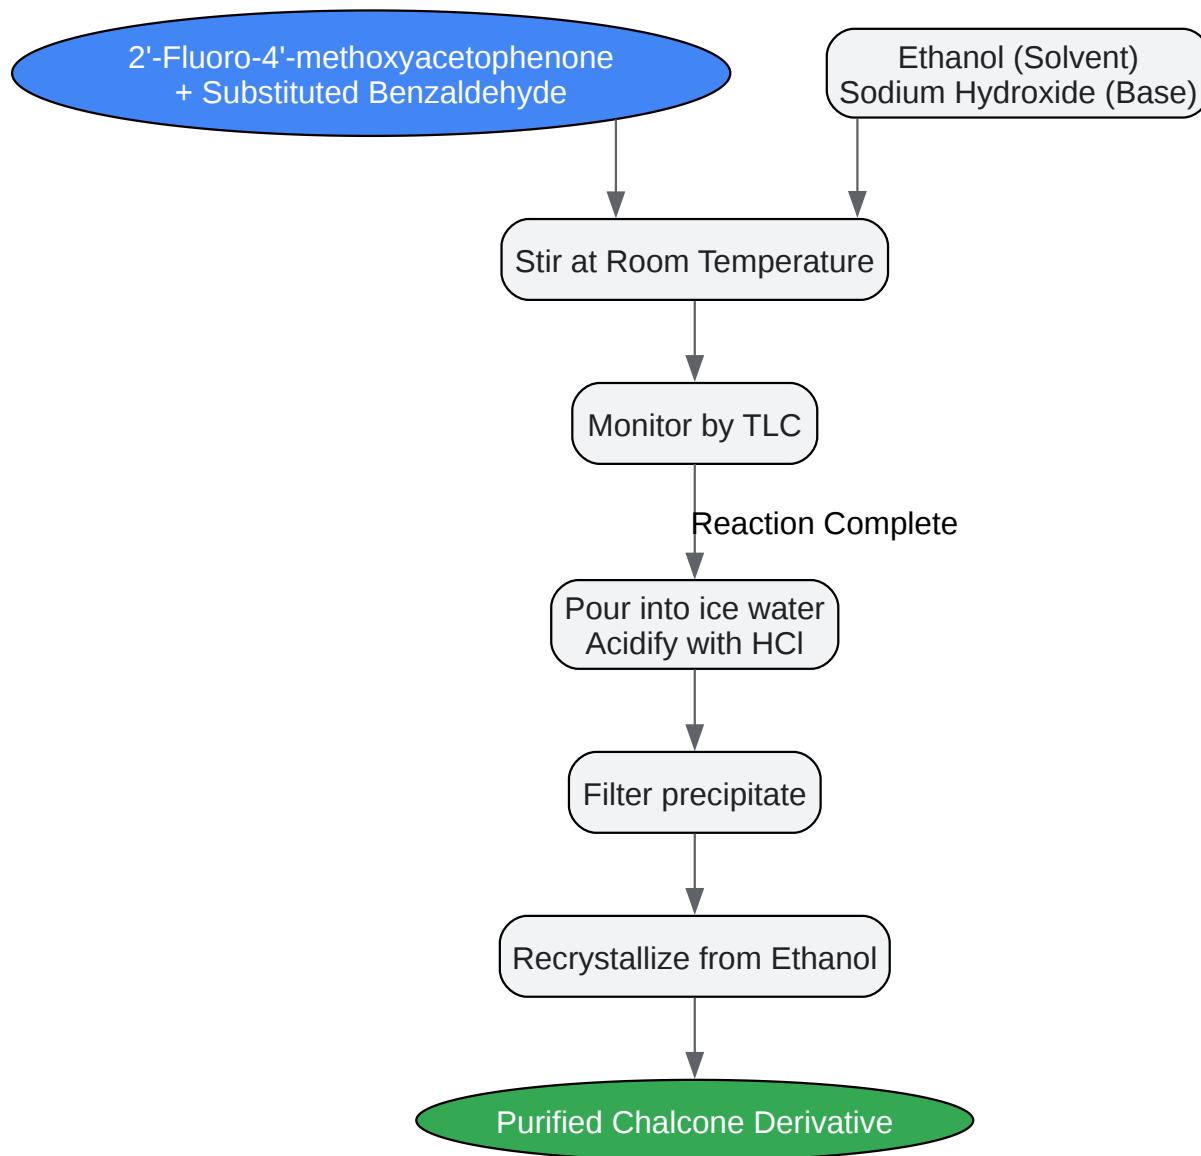 2'-Fluoro-4'-methoxyacetophenone
+ Substituted Benzaldehyde
Ethanol (Solvent)
Sodium Hydroxide (Base)
Stir at Room Temperature
Monitor by TLC
Reaction Complete
Pour into ice water
Acidify with HCl
Filter precipitate
Recrystallize from Ethanol
Purified Chalcone Derivative